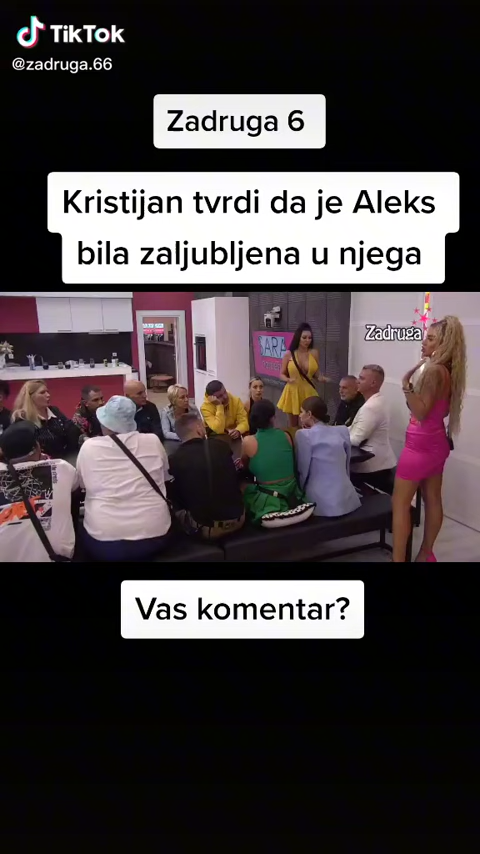 TikTok
@zadruga.66
Zadruga 6
Kristijan tvrdi da je Aleks
bila zaljubljena u njega
Zadruga
Vas komentar?